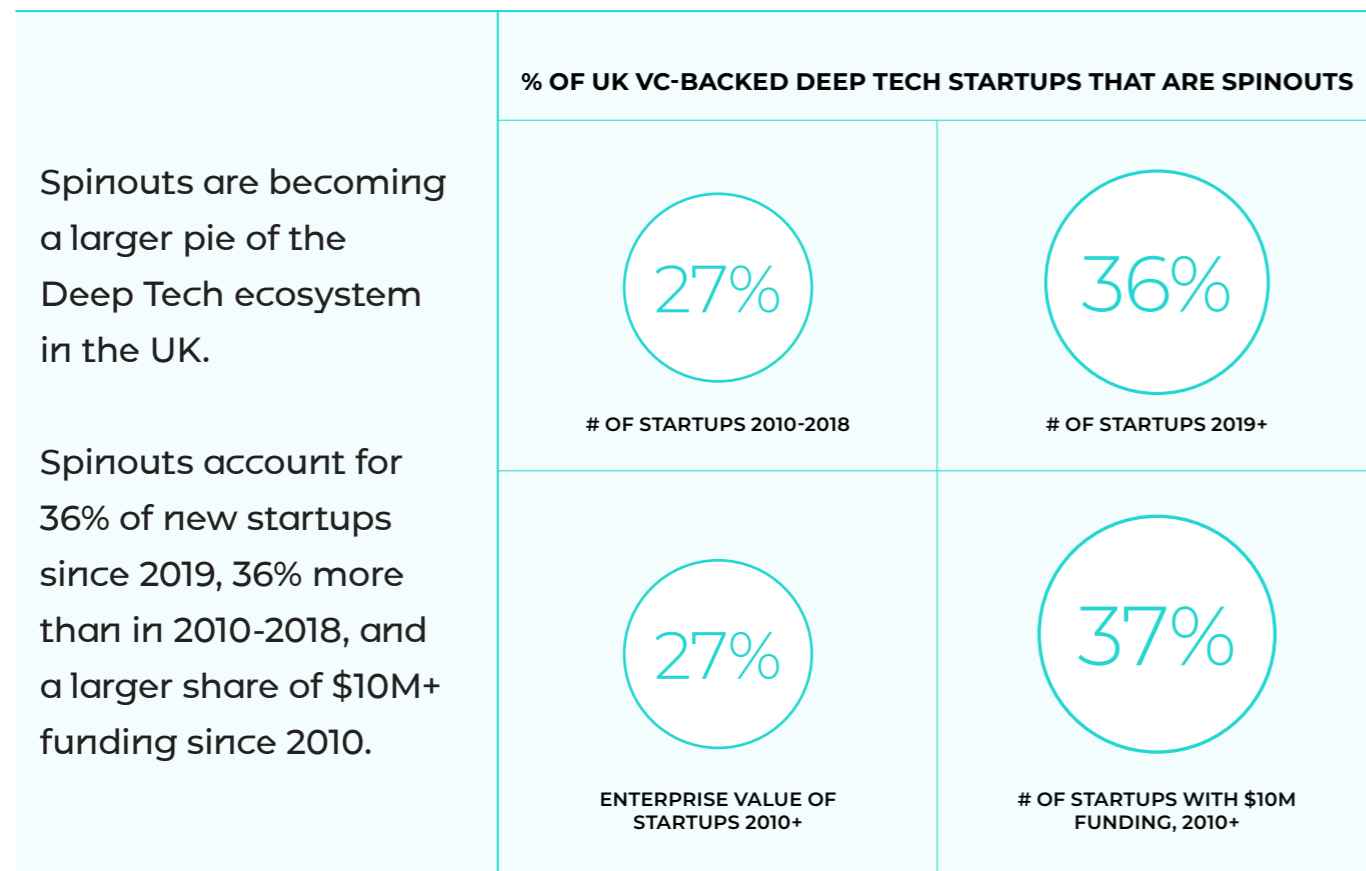 Spinouts are becoming
a larger pie of the
Deep Tech ecosystem
in the UK.
Spinouts account for
36% of new startups
since 2019, 36% more
than in 2010-2018, and
a larger share of $10M+
funding since 2010.
% OF UK VC-BACKED DEEP TECH STARTUPS THAT ARE SPINOUTS
27%
# OF STARTUPS 2010-2018
36%
# OF STARTUPS 2019+
27%
ENTERPRISE VALUE OF
STARTUPS 2010+
37%
# OF STARTUPS WITH $10M
FUNDING, 2010+